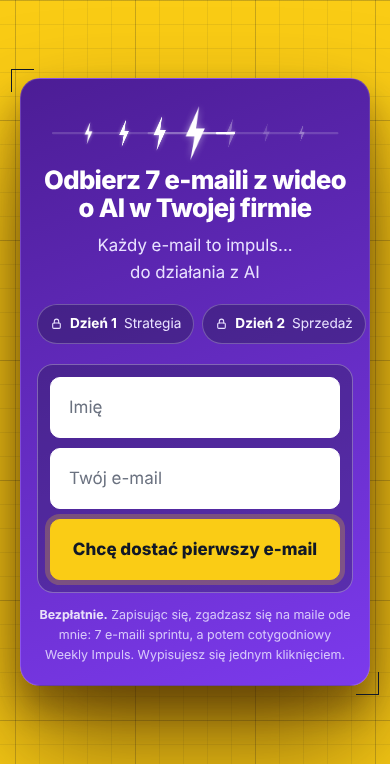 Odbierz 7 e-maili z wideo
o AI w Twojej firmie
Każdy e-mail to impuls...
do działania z AI
Dzień 1 Strategia
Dzień 2 Sprzedaż
Imię
Twój e-mail
Chcę dostać pierwszy e-mail
Bezpłatnie. Zapisując się, zgadzasz się na maile ode
mnie: 7 e-maili sprintu, a potem cotygodniowy
Weekly Impuls. Wypisujesz się jednym kliknięciem.